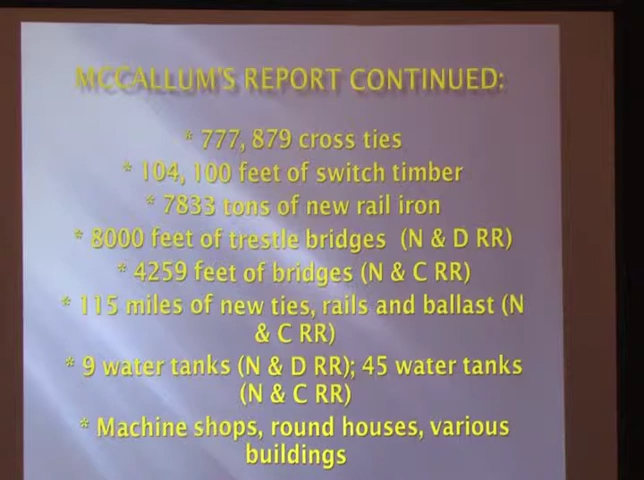 MCCALLUM'S REPORT CONTINUED:
* 777, 879 cross ties
* 104, 100 feet of switch timber
* 7833 tons of new rail iron
* 8000 feet of trestle bridges (N & D RR)
* 4259 feet of bridges (N & C RR)
* 115 miles of new ties, rails and ballast (N
& C RR)
* 9 water tanks (N & D RR); 45 water tanks
(N & C RR)
* Machine shops, round houses, various
buildings